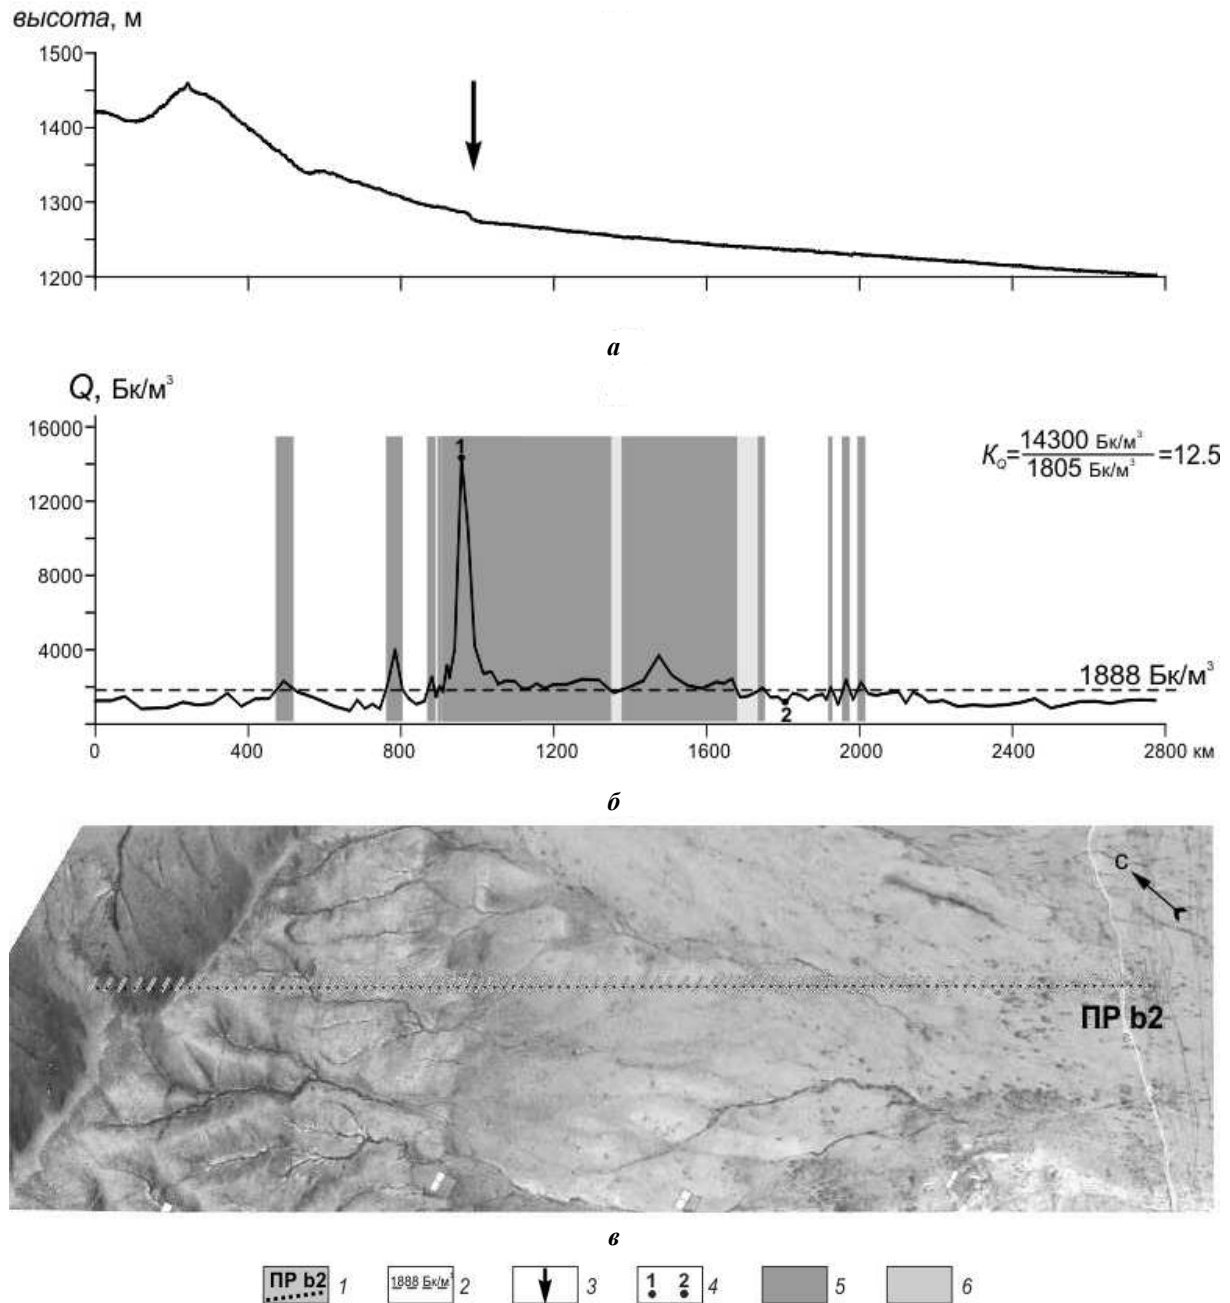 высота, м
1500
1400
1300
1200
а
Q, Бк/м³
16000
12000
8000
4000
1
2
K_Q = 14300 Бк/м³ / 1805 Бк/м³ = 12.5
1888 Бк/м³
0 400 800 1200 1600 2000 2400 2800 км
б
С
ПР b2
в
ПР b2 1 1888 Бк/м³ 2 3 1 2 4 5 6